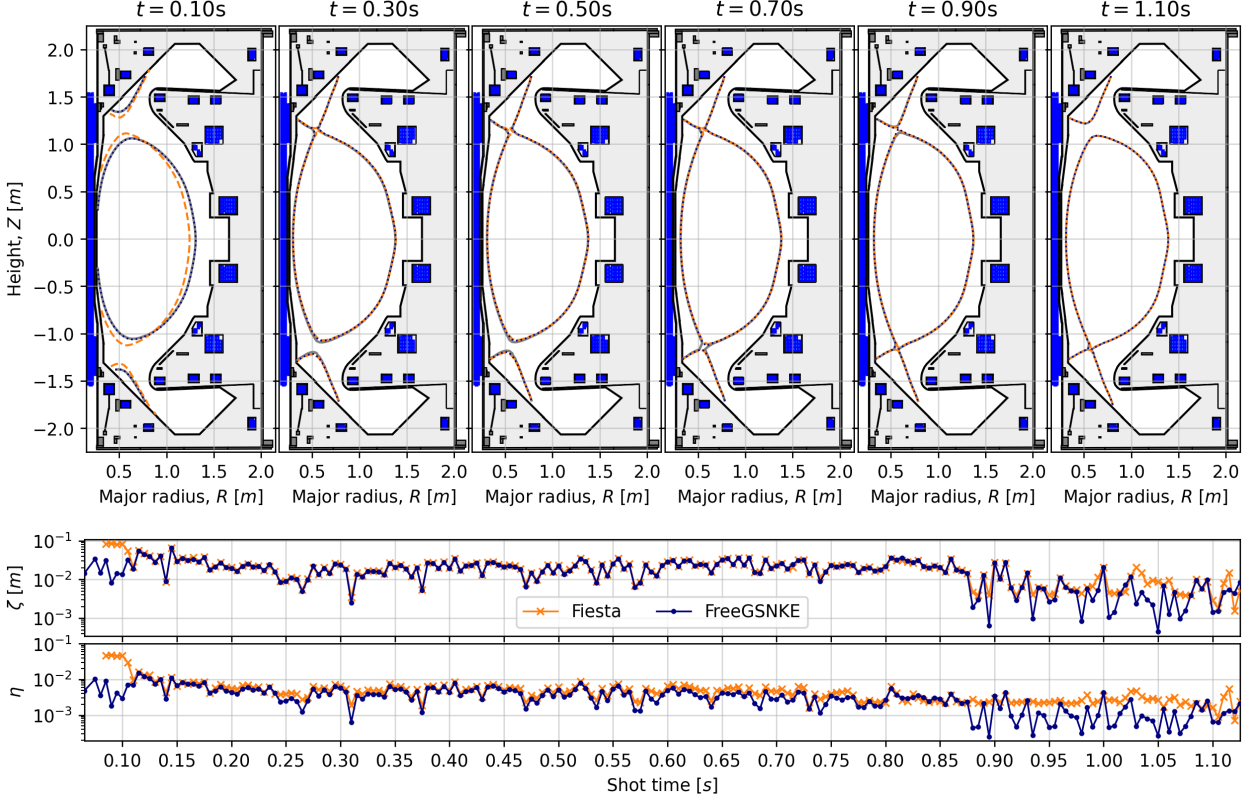 t = 0.10s t = 0.30s t = 0.50s t = 0.70s t = 0.90s t = 1.10s
Height, Z [m]
2.0
1.5
1.0
0.5
0.0
−0.5
−1.0
−1.5
−2.0
0.5 1.0 1.5 2.0 0.5 1.0 1.5 2.0 0.5 1.0 1.5 2.0 0.5 1.0 1.5 2.0 0.5 1.0 1.5 2.0 0.5 1.0 1.5 2.0
Major radius, R [m] Major radius, R [m] Major radius, R [m] Major radius, R [m] Major radius, R [m] Major radius, R [m]
ζ [m]
10⁻¹
10⁻²
10⁻³
Fiesta FreeGSNKE
η
10⁻¹
10⁻²
10⁻³
0.10 0.15 0.20 0.25 0.30 0.35 0.40 0.45 0.50 0.55 0.60 0.65 0.70 0.75 0.80 0.85 0.90 0.95 1.00 1.05 1.10
Shot time [s]